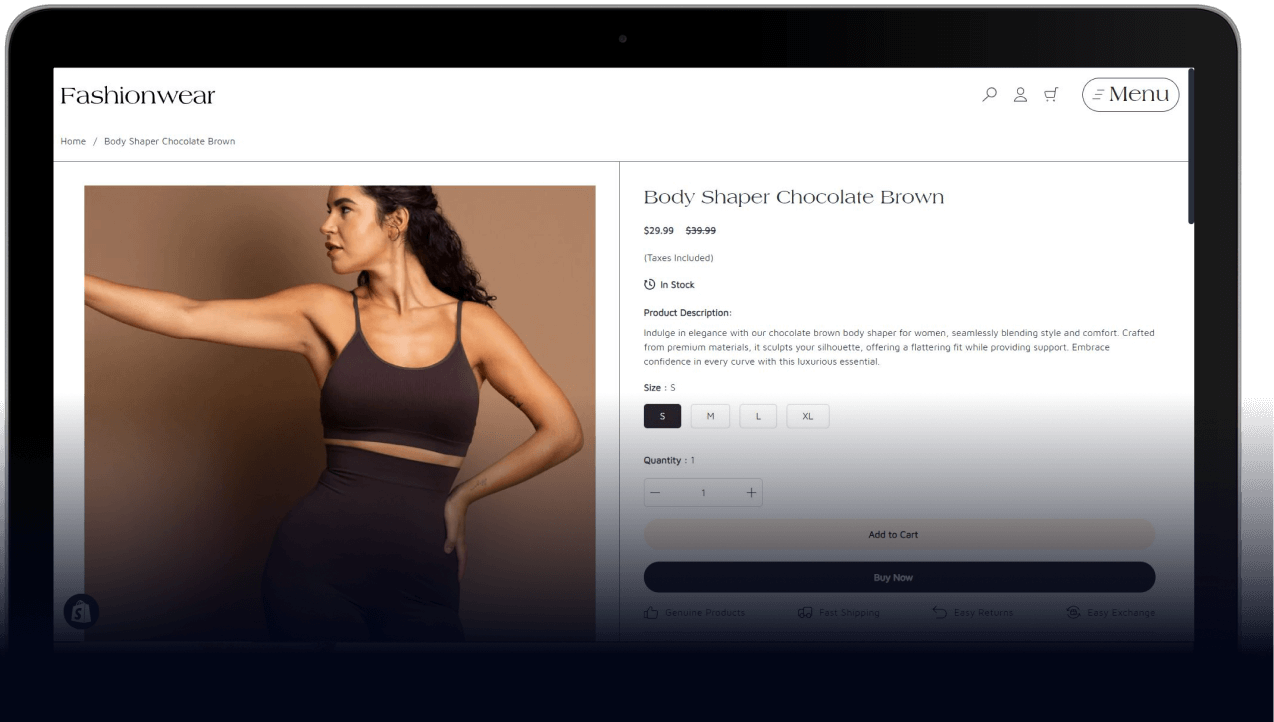 Fashionwear
Menu
Home / Body Shaper Chocolate Brown
Body Shaper Chocolate Brown
$29.99 $39.99
(Taxes Included)
In Stock
Product Description:
Indulge in elegance with our chocolate brown body shaper for women, seamlessly blending style and comfort. Crafted
from premium materials, it sculpts your silhouette, offering a flattering fit while providing support. Embrace
confidence in every curve with this luxurious essential.
Size : S
S M L XL
Quantity : 1
1
Add to Cart
Buy Now
Genuine Products Fast Shipping Easy Returns Easy Exchange